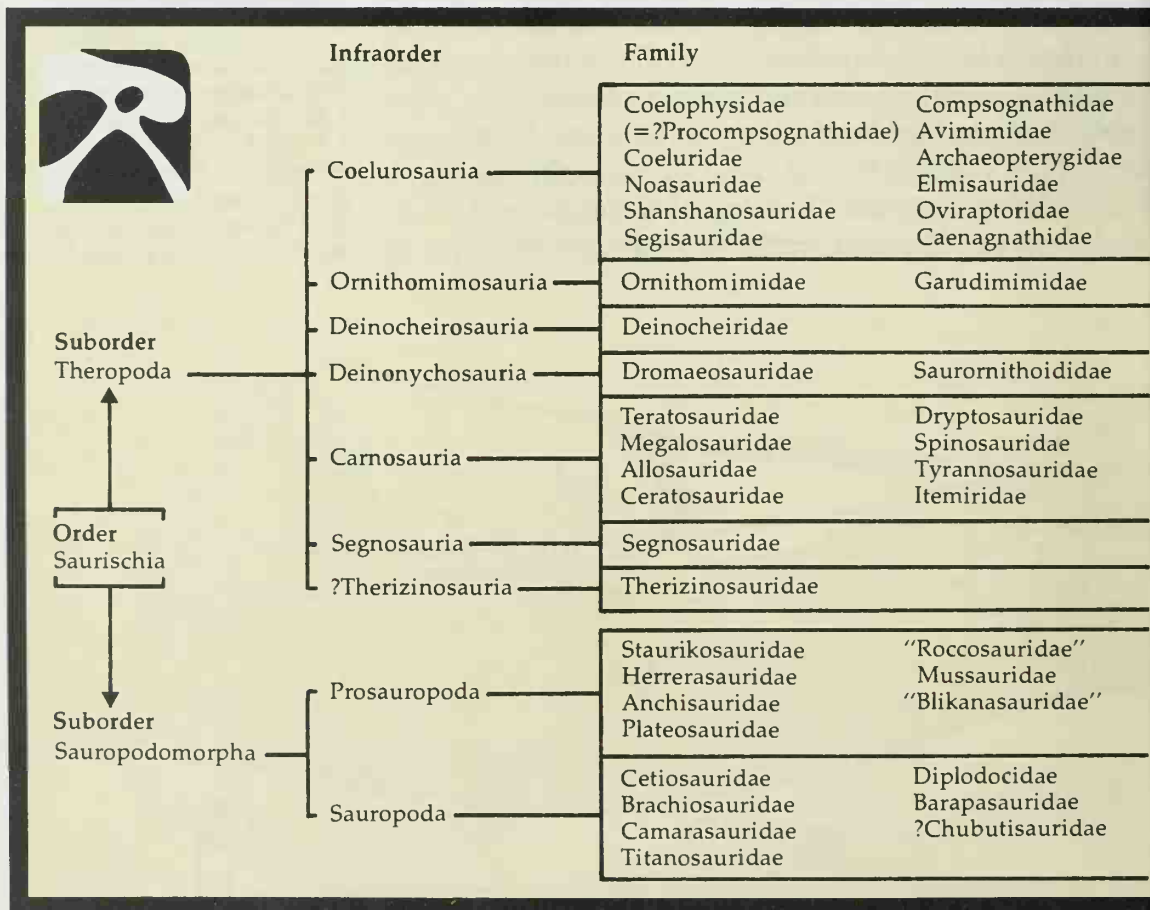 Infraorder
Family
Suborder
Theropoda
Order
Saurischia
Suborder
Sauropodomorpha
Coelurosauria
Coelophysidae
(=?Procompsognathidae)
Coeluridae
Noasauridae
Shanshanosauridae
Segisauridae
Compsognathidae
Avimimidae
Archaeopterygidae
Elmisauridae
Oviraptoridae
Caenagnathidae
Ornithomimosauria
Ornithomimidae
Garudimimidae
Deinocheirosauria
Deinocheiridae
Deinonychosauria
Dromaeosauridae
Saurornithoididae
Carnosauria
Teratosauridae
Megalosauridae
Allosauridae
Ceratosauridae
Dryptosauridae
Spinosauridae
Tyrannosauridae
Itemiridae
Segnosauria
Segnosauridae
?Therizinosauria
Therizinosauridae
Prosauropoda
Staurikosauridae
Herrerasauridae
Anchisauridae
Plateosauridae
"Roccosauridae"
Mussauridae
"Blikanasauridae"
Sauropoda
Cetiosauridae
Brachiosauridae
Camarasauridae
Titanosauridae
Diplodocidae
Barapasauridae
?Chubutisauridae